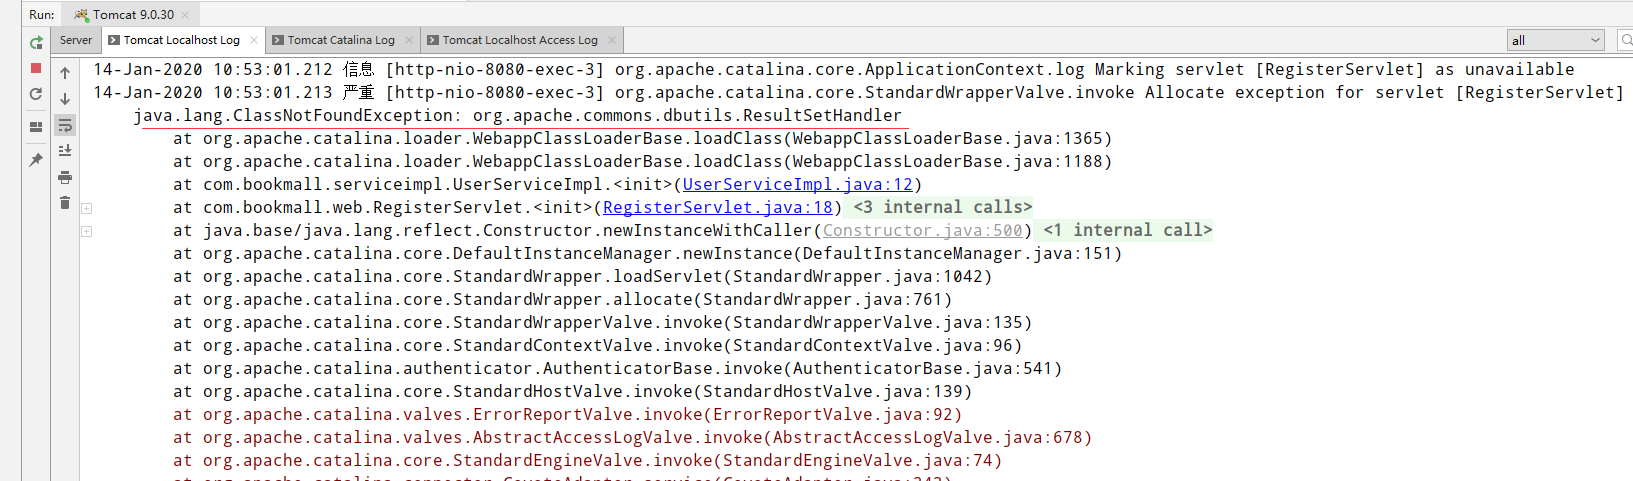 Run: Tomcat 9.0.30
Server Tomcat Localhost Log Tomcat Catalina Log Tomcat Localhost Access Log all
14-Jan-2020 10:53:01.212 信息 [http-nio-8080-exec-3] org.apache.catalina.core.ApplicationContext.log Marking servlet [RegisterServlet] as unavailable
14-Jan-2020 10:53:01.213 严重 [http-nio-8080-exec-3] org.apache.catalina.core.StandardWrapperValve.invoke Allocate exception for servlet [RegisterServlet]
java.lang.ClassNotFoundException: org.apache.commons.dbutils.ResultSetHandler
at org.apache.catalina.loader.WebappClassLoaderBase.loadClass(WebappClassLoaderBase.java:1365)
at org.apache.catalina.loader.WebappClassLoaderBase.loadClass(WebappClassLoaderBase.java:1188)
at com.bookmall.serviceimpl.UserServiceImpl.<init>(UserServiceImpl.java:12)
at com.bookmall.web.RegisterServlet.<init>(RegisterServlet.java:18) <3 internal calls>
at java.base/java.lang.reflect.Constructor.newInstanceWithCaller(Constructor.java:500) <1 internal call>
at org.apache.catalina.core.DefaultInstanceManager.newInstance(DefaultInstanceManager.java:151)
at org.apache.catalina.core.StandardWrapper.loadServlet(StandardWrapper.java:1042)
at org.apache.catalina.core.StandardWrapper.allocate(StandardWrapper.java:761)
at org.apache.catalina.core.StandardWrapperValve.invoke(StandardWrapperValve.java:135)
at org.apache.catalina.core.StandardContextValve.invoke(StandardContextValve.java:96)
at org.apache.catalina.authenticator.AuthenticatorBase.invoke(AuthenticatorBase.java:541)
at org.apache.catalina.core.StandardHostValve.invoke(StandardHostValve.java:139)
at org.apache.catalina.valves.ErrorReportValve.invoke(ErrorReportValve.java:92)
at org.apache.catalina.valves.AbstractAccessLogValve.invoke(AbstractAccessLogValve.java:678)
at org.apache.catalina.core.StandardEngineValve.invoke(StandardEngineValve.java:74)
at org.apache.catalina.connector.CoyoteAdapter.service(CoyoteAdapter.java:343)